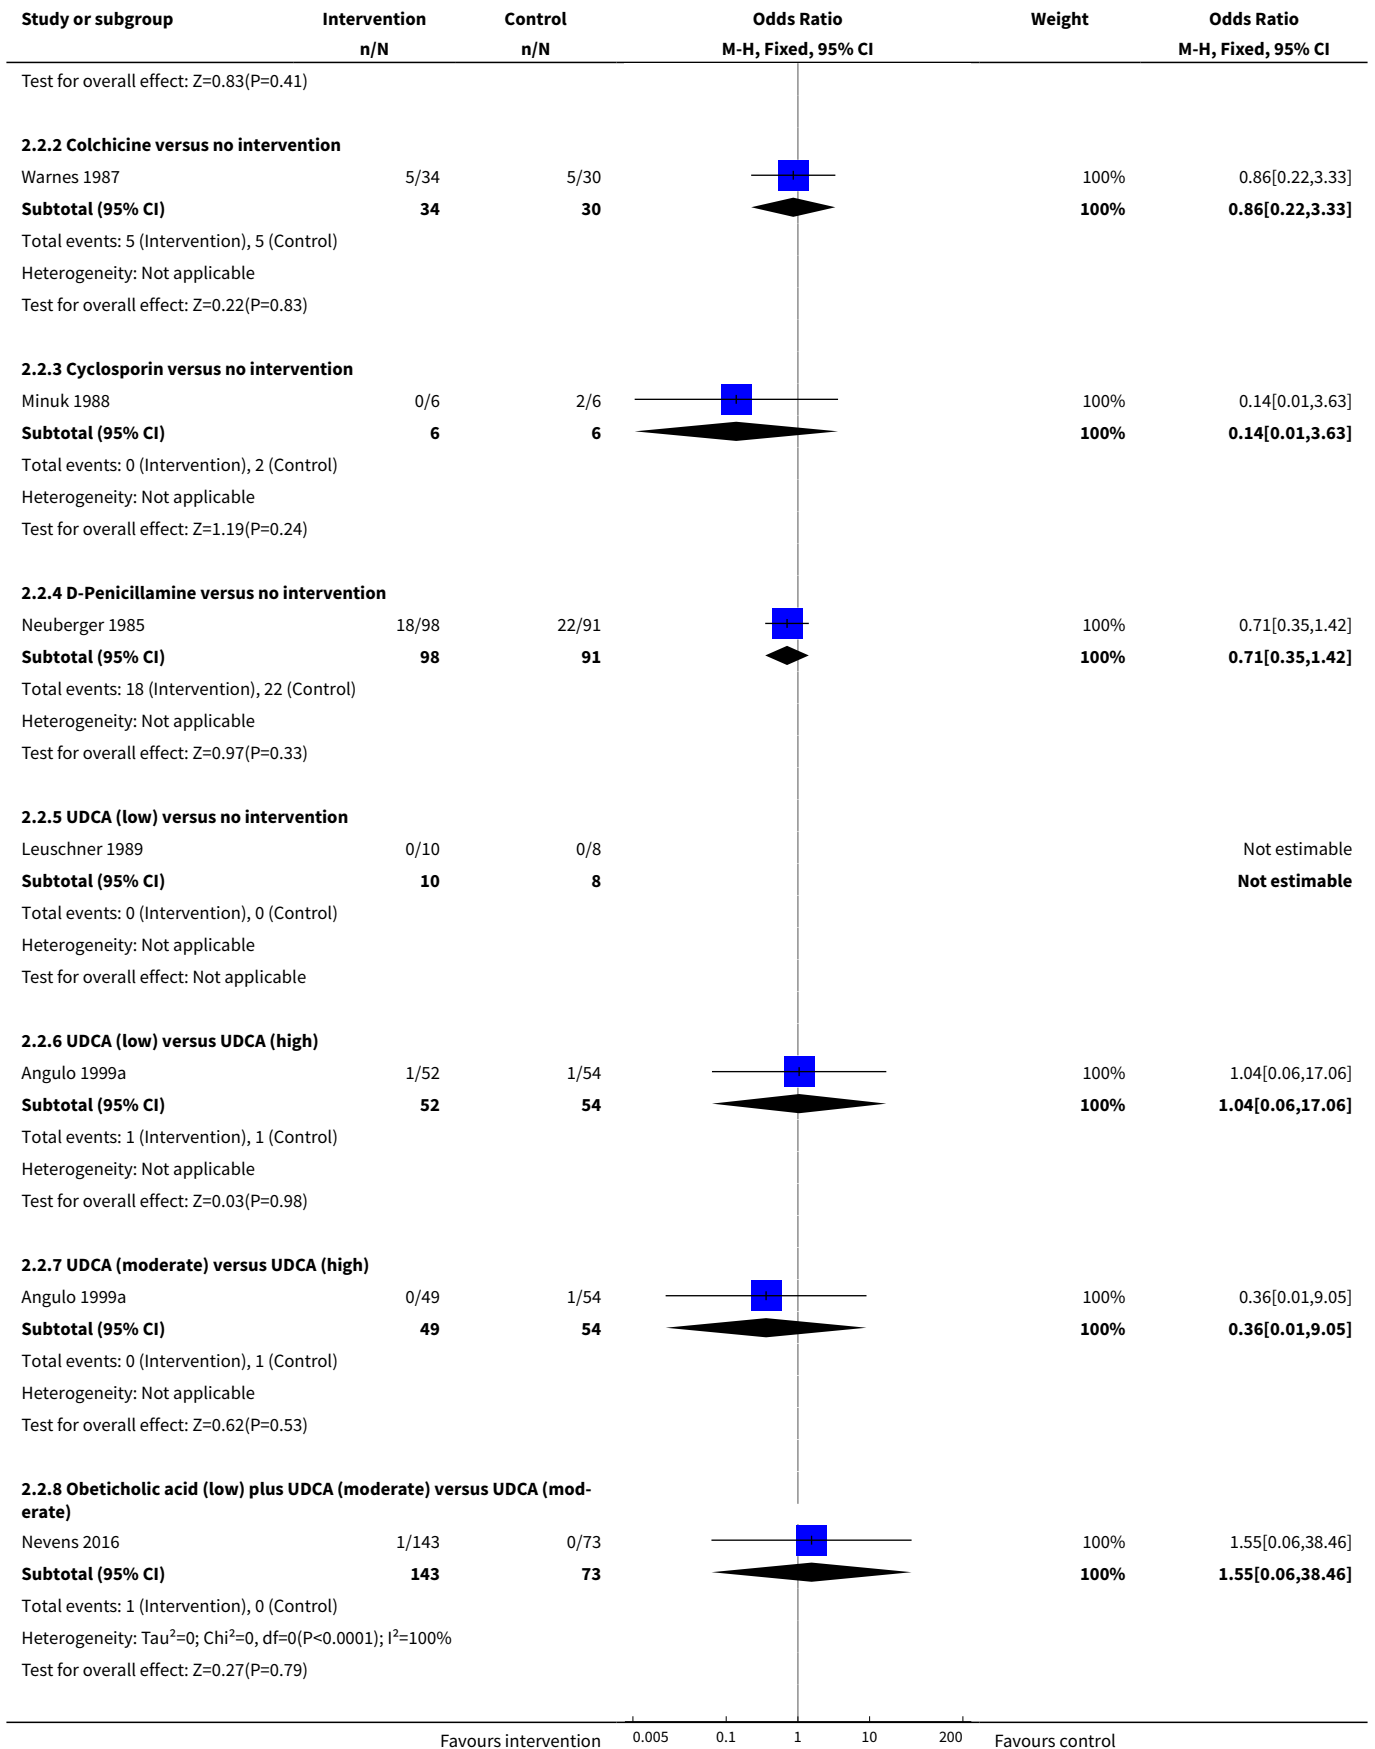 Study or subgroup Intervention Control Odds Ratio Weight Odds Ratio
n/N n/N M-H, Fixed, 95% CI M-H, Fixed, 95% CI
Test for overall effect: Z=0.83(P=0.41)
2.2.2 Colchicine versus no intervention
Warnes 1987 5/34 5/30 100% 0.86[0.22,3.33]
Subtotal (95% CI) 34 30 100% 0.86[0.22,3.33]
Total events: 5 (Intervention), 5 (Control)
Heterogeneity: Not applicable
Test for overall effect: Z=0.22(P=0.83)
2.2.3 Cyclosporin versus no intervention
Minuk 1988 0/6 2/6 100% 0.14[0.01,3.63]
Subtotal (95% CI) 6 6 100% 0.14[0.01,3.63]
Total events: 0 (Intervention), 2 (Control)
Heterogeneity: Not applicable
Test for overall effect: Z=1.19(P=0.24)
2.2.4 D-Penicillamine versus no intervention
Neuberger 1985 18/98 22/91 100% 0.71[0.35,1.42]
Subtotal (95% CI) 98 91 100% 0.71[0.35,1.42]
Total events: 18 (Intervention), 22 (Control)
Heterogeneity: Not applicable
Test for overall effect: Z=0.97(P=0.33)
2.2.5 UDCA (low) versus no intervention
Leuschner 1989 0/10 0/8 Not estimable
Subtotal (95% CI) 10 8 Not estimable
Total events: 0 (Intervention), 0 (Control)
Heterogeneity: Not applicable
Test for overall effect: Not applicable
2.2.6 UDCA (low) versus UDCA (high)
Angulo 1999a 1/52 1/54 100% 1.04[0.06,17.06]
Subtotal (95% CI) 52 54 100% 1.04[0.06,17.06]
Total events: 1 (Intervention), 1 (Control)
Heterogeneity: Not applicable
Test for overall effect: Z=0.03(P=0.98)
2.2.7 UDCA (moderate) versus UDCA (high)
Angulo 1999a 0/49 1/54 100% 0.36[0.01,9.05]
Subtotal (95% CI) 49 54 100% 0.36[0.01,9.05]
Total events: 0 (Intervention), 1 (Control)
Heterogeneity: Not applicable
Test for overall effect: Z=0.62(P=0.53)
2.2.8 Obeticholic acid (low) plus UDCA (moderate) versus UDCA (mod-
erate)
Nevens 2016 1/143 0/73 100% 1.55[0.06,38.46]
Subtotal (95% CI) 143 73 100% 1.55[0.06,38.46]
Total events: 1 (Intervention), 0 (Control)
Heterogeneity: Tau²=0; Chi²=0, df=0(P<0.0001); I²=100%
Test for overall effect: Z=0.27(P=0.79)
Favours intervention 0.005 0.1 1 10 200 Favours control